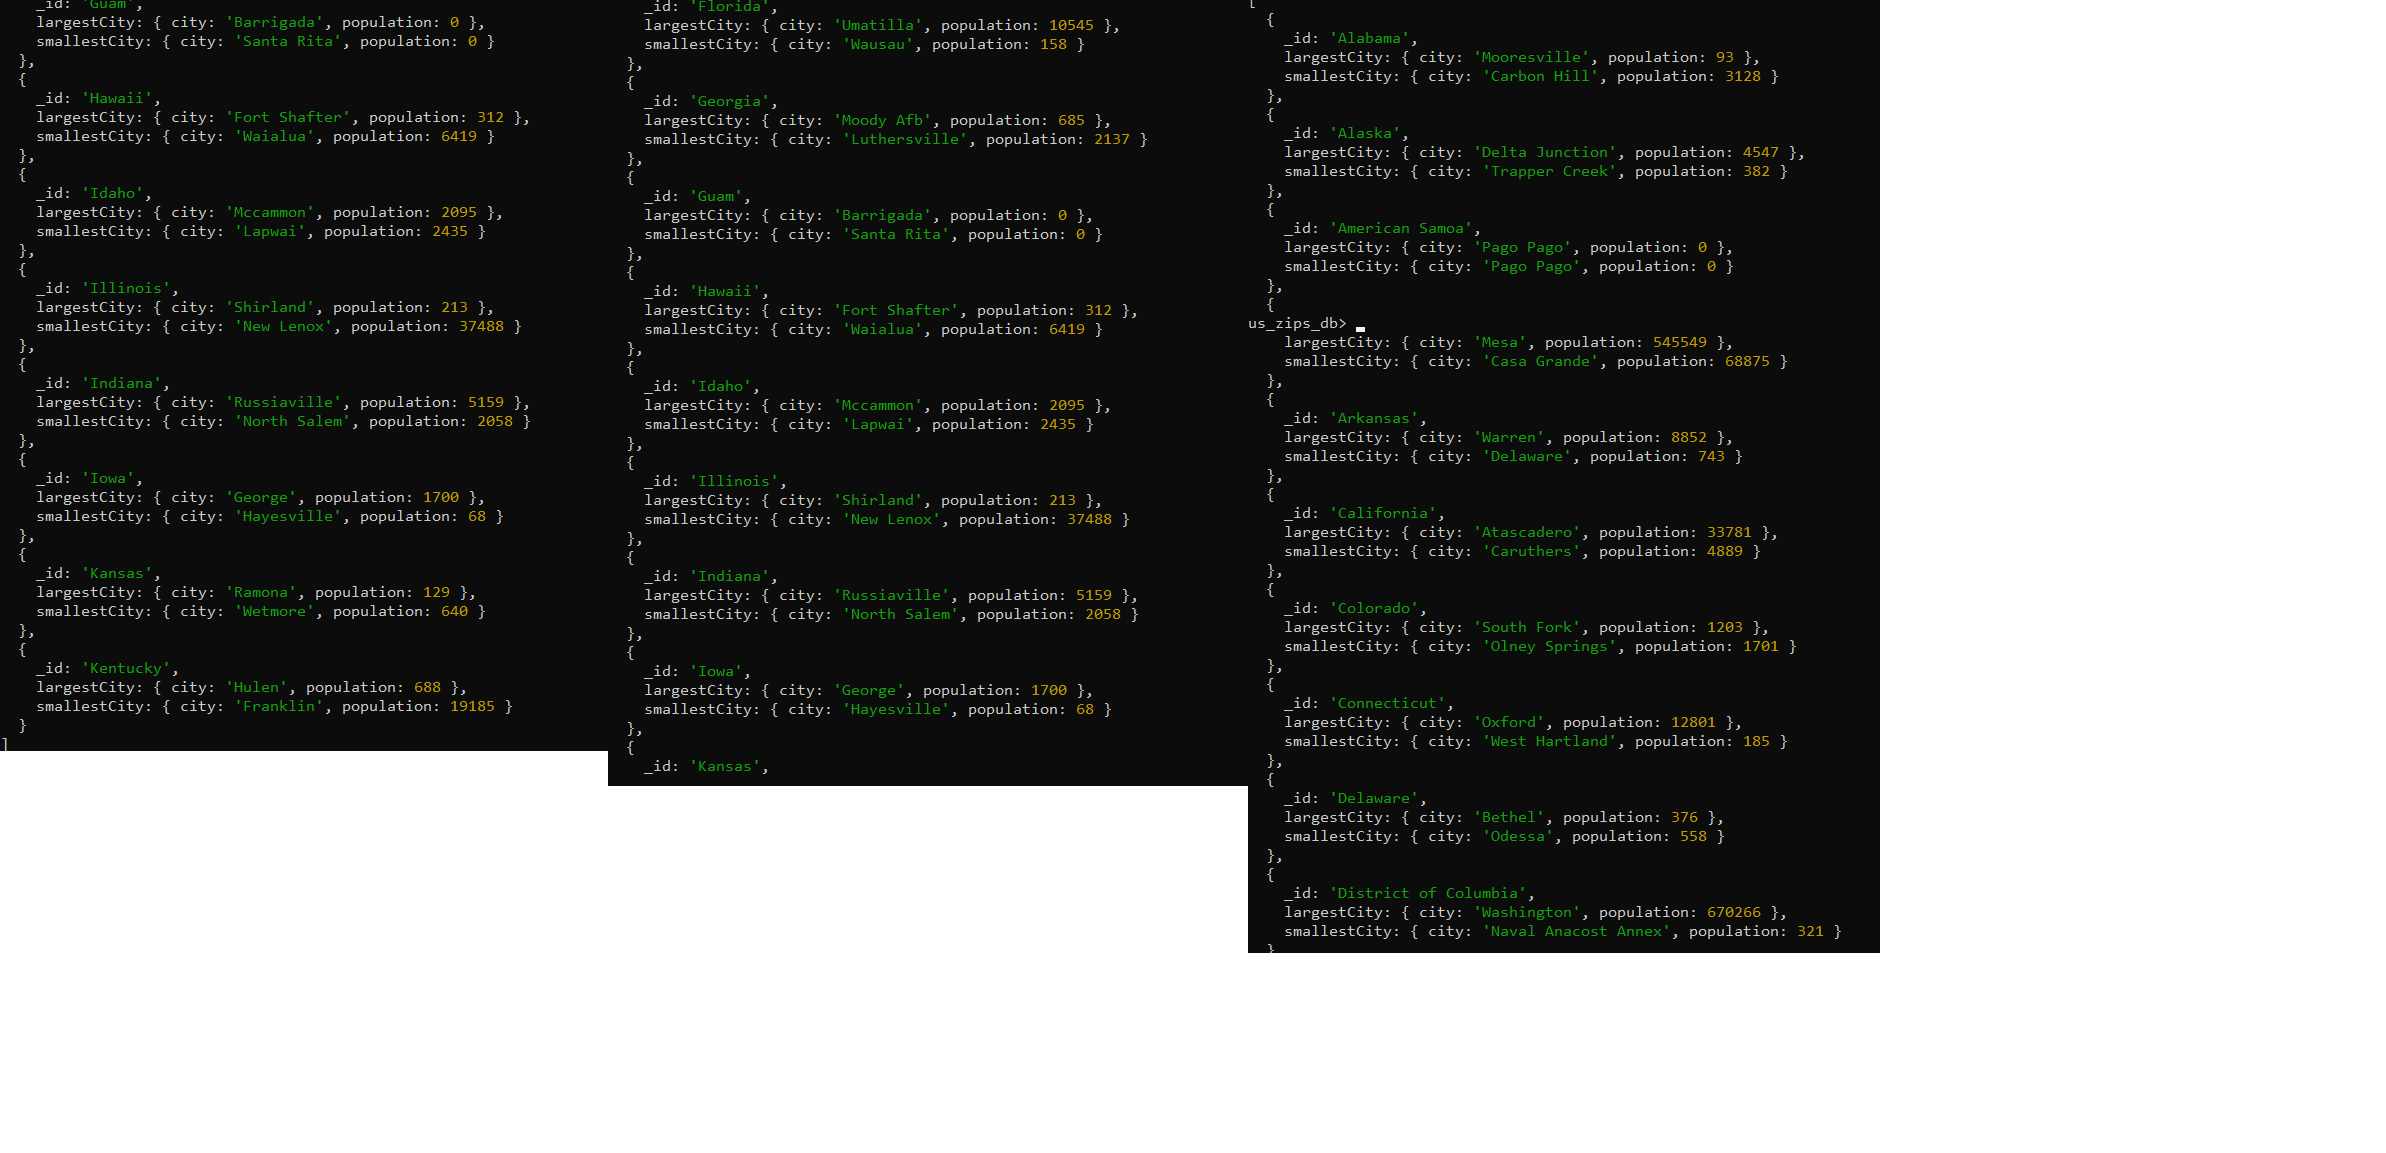 _id: 'Guam',
largestCity: { city: 'Barrigada', population: 0 },
smallestCity: { city: 'Santa Rita', population: 0 }
},
{
_id: 'Hawaii',
largestCity: { city: 'Fort Shafter', population: 312 },
smallestCity: { city: 'Waialua', population: 6419 }
},
{
_id: 'Idaho',
largestCity: { city: 'Mccammon', population: 2095 },
smallestCity: { city: 'Lapwai', population: 2435 }
},
{
_id: 'Illinois',
largestCity: { city: 'Shirland', population: 213 },
smallestCity: { city: 'New Lenox', population: 37488 }
},
{
_id: 'Indiana',
largestCity: { city: 'Russiaville', population: 5159 },
smallestCity: { city: 'North Salem', population: 2058 }
},
{
_id: 'Iowa',
largestCity: { city: 'George', population: 1700 },
smallestCity: { city: 'Hayesville', population: 68 }
},
{
_id: 'Kansas',
largestCity: { city: 'Ramona', population: 129 },
smallestCity: { city: 'Wetmore', population: 640 }
},
{
_id: 'Kentucky',
largestCity: { city: 'Hulen', population: 688 },
smallestCity: { city: 'Franklin', population: 19185 }
}
]
_id: 'Florida',
largestCity: { city: 'Umatilla', population: 10545 },
smallestCity: { city: 'Wausau', population: 158 }
},
{
_id: 'Georgia',
largestCity: { city: 'Moody Afb', population: 685 },
smallestCity: { city: 'Luthersville', population: 2137 }
},
{
_id: 'Guam',
largestCity: { city: 'Barrigada', population: 0 },
smallestCity: { city: 'Santa Rita', population: 0 }
},
{
_id: 'Hawaii',
largestCity: { city: 'Fort Shafter', population: 312 },
smallestCity: { city: 'Waialua', population: 6419 }
},
{
_id: 'Idaho',
largestCity: { city: 'Mccammon', population: 2095 },
smallestCity: { city: 'Lapwai', population: 2435 }
},
{
_id: 'Illinois',
largestCity: { city: 'Shirland', population: 213 },
smallestCity: { city: 'New Lenox', population: 37488 }
},
{
_id: 'Indiana',
largestCity: { city: 'Russiaville', population: 5159 },
smallestCity: { city: 'North Salem', population: 2058 }
},
{
_id: 'Iowa',
largestCity: { city: 'George', population: 1700 },
smallestCity: { city: 'Hayesville', population: 68 }
},
{
_id: 'Kansas',
[
{
_id: 'Alabama',
largestCity: { city: 'Mooresville', population: 93 },
smallestCity: { city: 'Carbon Hill', population: 3128 }
},
{
_id: 'Alaska',
largestCity: { city: 'Delta Junction', population: 4547 },
smallestCity: { city: 'Trapper Creek', population: 382 }
},
{
_id: 'American Samoa',
largestCity: { city: 'Pago Pago', population: 0 },
smallestCity: { city: 'Pago Pago', population: 0 }
},
{
us_zips_db>
largestCity: { city: 'Mesa', population: 545549 },
smallestCity: { city: 'Casa Grande', population: 68875 }
},
{
_id: 'Arkansas',
largestCity: { city: 'Warren', population: 8852 },
smallestCity: { city: 'Delaware', population: 743 }
},
{
_id: 'California',
largestCity: { city: 'Atascadero', population: 33781 },
smallestCity: { city: 'Caruthers', population: 4889 }
},
{
_id: 'Colorado',
largestCity: { city: 'South Fork', population: 1203 },
smallestCity: { city: 'Olney Springs', population: 1701 }
},
{
_id: 'Connecticut',
largestCity: { city: 'Oxford', population: 12801 },
smallestCity: { city: 'West Hartland', population: 185 }
},
{
_id: 'Delaware',
largestCity: { city: 'Bethel', population: 376 },
smallestCity: { city: 'Odessa', population: 558 }
},
{
_id: 'District of Columbia',
largestCity: { city: 'Washington', population: 670266 },
smallestCity: { city: 'Naval Anacost Annex', population: 321 }
}